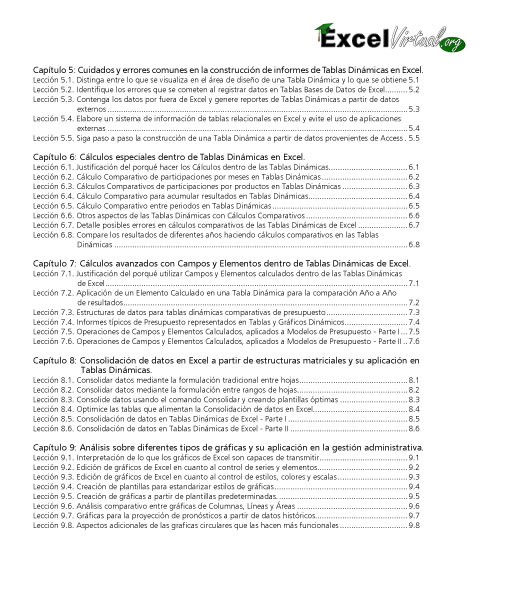 Excel Virtual.org
Capítulo 5: Cuidados y errores comunes en la construcción de informes de Tablas Dinámicas en Excel.
Lección 5.1. Distinga entre lo que se visualiza en el área de diseño de una Tabla Dinámica y lo que se obtiene 5.1
Lección 5.2. Identifique los errores que se cometen al registrar datos en Tablas Bases de Datos de Excel..........5.2
Lección 5.3. Contenga los datos por fuera de Excel y genere reportes de Tablas Dinámicas a partir de datos
externos ..........5.3
Lección 5.4. Elabore un sistema de información de tablas relacionales en Excel y evite el uso de aplicaciones
externas ..........5.4
Lección 5.5. Siga paso a paso la construcción de una Tabla Dinámica a partir de datos provenientes de Access . 5.5
Capítulo 6: Cálculos especiales dentro de Tablas Dinámicas en Excel.
Lección 6.1. Justificación del porqué hacer los Cálculos dentro de las Tablas Dinámicas..........6.1
Lección 6.2. Cálculo Comparativo de participaciones por meses en Tablas Dinámicas..........6.2
Lección 6.3. Cálculos Comparativos de participaciones por productos en Tablas Dinámicas ..........6.3
Lección 6.4. Cálculo Comparativo para acumular resultados en Tablas Dinámicas..........6.4
Lección 6.5. Cálculo Comparativo entre periodos en Tablas Dinámicas ..........6.5
Lección 6.6. Otros aspectos de las Tablas Dinámicas con Cálculos Comparativos..........6.6
Lección 6.7. Detalle posibles errores en cálculos comparativos de las Tablas Dinámicas de Excel ..........6.7
Lección 6.8. Compare los resultados de diferentes años haciendo cálculos comparativos en las Tablas
Dinámicas ..........6.8
Capítulo 7: Cálculos avanzados con Campos y Elementos dentro de Tablas Dinámicas de Excel.
Lección 7.1. Justificación del porqué utilizar Campos y Elementos calculados dentro de las Tablas Dinámicas
de Excel..........7.1
Lección 7.2. Aplicación de un Elemento Calculado en una Tabla Dinámica para la comparación Año a Año
de resultados..........7.2
Lección 7.3. Estructuras de datos para tablas dinámicas comparativas de presupuesto..........7.3
Lección 7.4. Informes típicos de Presupuesto representados en Tablas y Gráficos Dinámicos..........7.4
Lección 7.5. Operaciones de Campos y Elementos Calculados, aplicados a Modelos de Presupuesto - Parte I ... 7.5
Lección 7.6. Operaciones de Campos y Elementos Calculados, aplicados a Modelos de Presupuesto - Parte II .. 7.6
Capítulo 8: Consolidación de datos en Excel a partir de estructuras matriciales y su aplicación en
Tablas Dinámicas.
Lección 8.1. Consolidar datos mediante la formulación tradicional entre hojas..........8.1
Lección 8.2. Consolidar datos mediante la formulación entre rangos de hojas..........8.2
Lección 8.3. Consolide datos usando el comando Consolidar y creando plantillas óptimas ..........8.3
Lección 8.4. Optimice las tablas que alimentan la Consolidación de datos en Excel..........8.4
Lección 8.5. Consolidación de datos en Tablas Dinámicas de Excel - Parte I ..........8.5
Lección 8.6. Consolidación de datos en Tablas Dinámicas de Excel - Parte II ..........8.6
Capítulo 9: Análisis sobre diferentes tipos de gráficas y su aplicación en la gestión administrativa.
Lección 9.1. Interpretación de lo que los gráficos de Excel son capaces de transmitir..........9.1
Lección 9.2. Edición de gráficos de Excel en cuanto al control de series y elementos..........9.2
Lección 9.3. Edición de gráficos de Excel en cuanto al control de estilos, colores y escalas..........9.3
Lección 9.4. Creación de plantillas para estandarizar estilos de gráficas..........9.4
Lección 9.5. Creación de gráficas a partir de plantillas predeterminadas..........9.5
Lección 9.6. Análisis comparativo entre gráficas de Columnas, Líneas y Áreas ..........9.6
Lección 9.7. Gráficas para la proyección de pronósticos a partir de datos históricos..........9.7
Lección 9.8. Aspectos adicionales de las graficas circulares que las hacen más funcionales ..........9.8